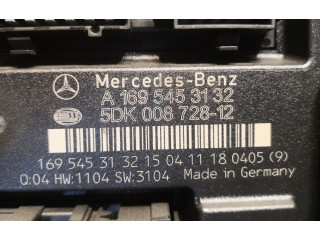 Mercedes-Benz
A 169 545 31 32
HELLA
5DK 008 728-12
169 545 31 32 15 04 11 18 0405 (9)
Q:04 HW:1104 SW:3104 Made in Germany